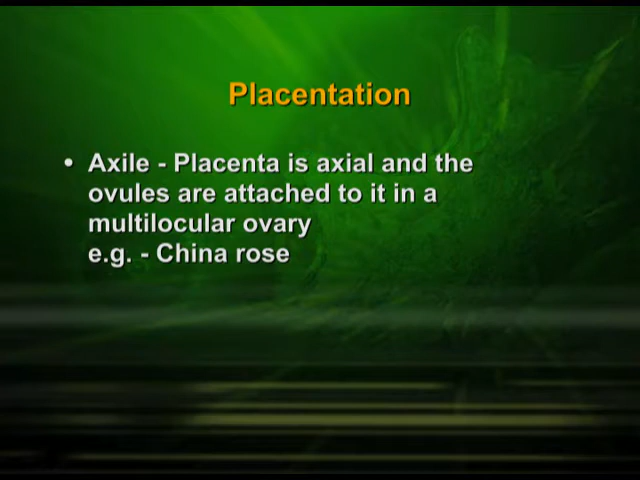 Placentation
• Axile - Placenta is axial and the
ovules are attached to it in a
multilocular ovary
e.g. - China rose